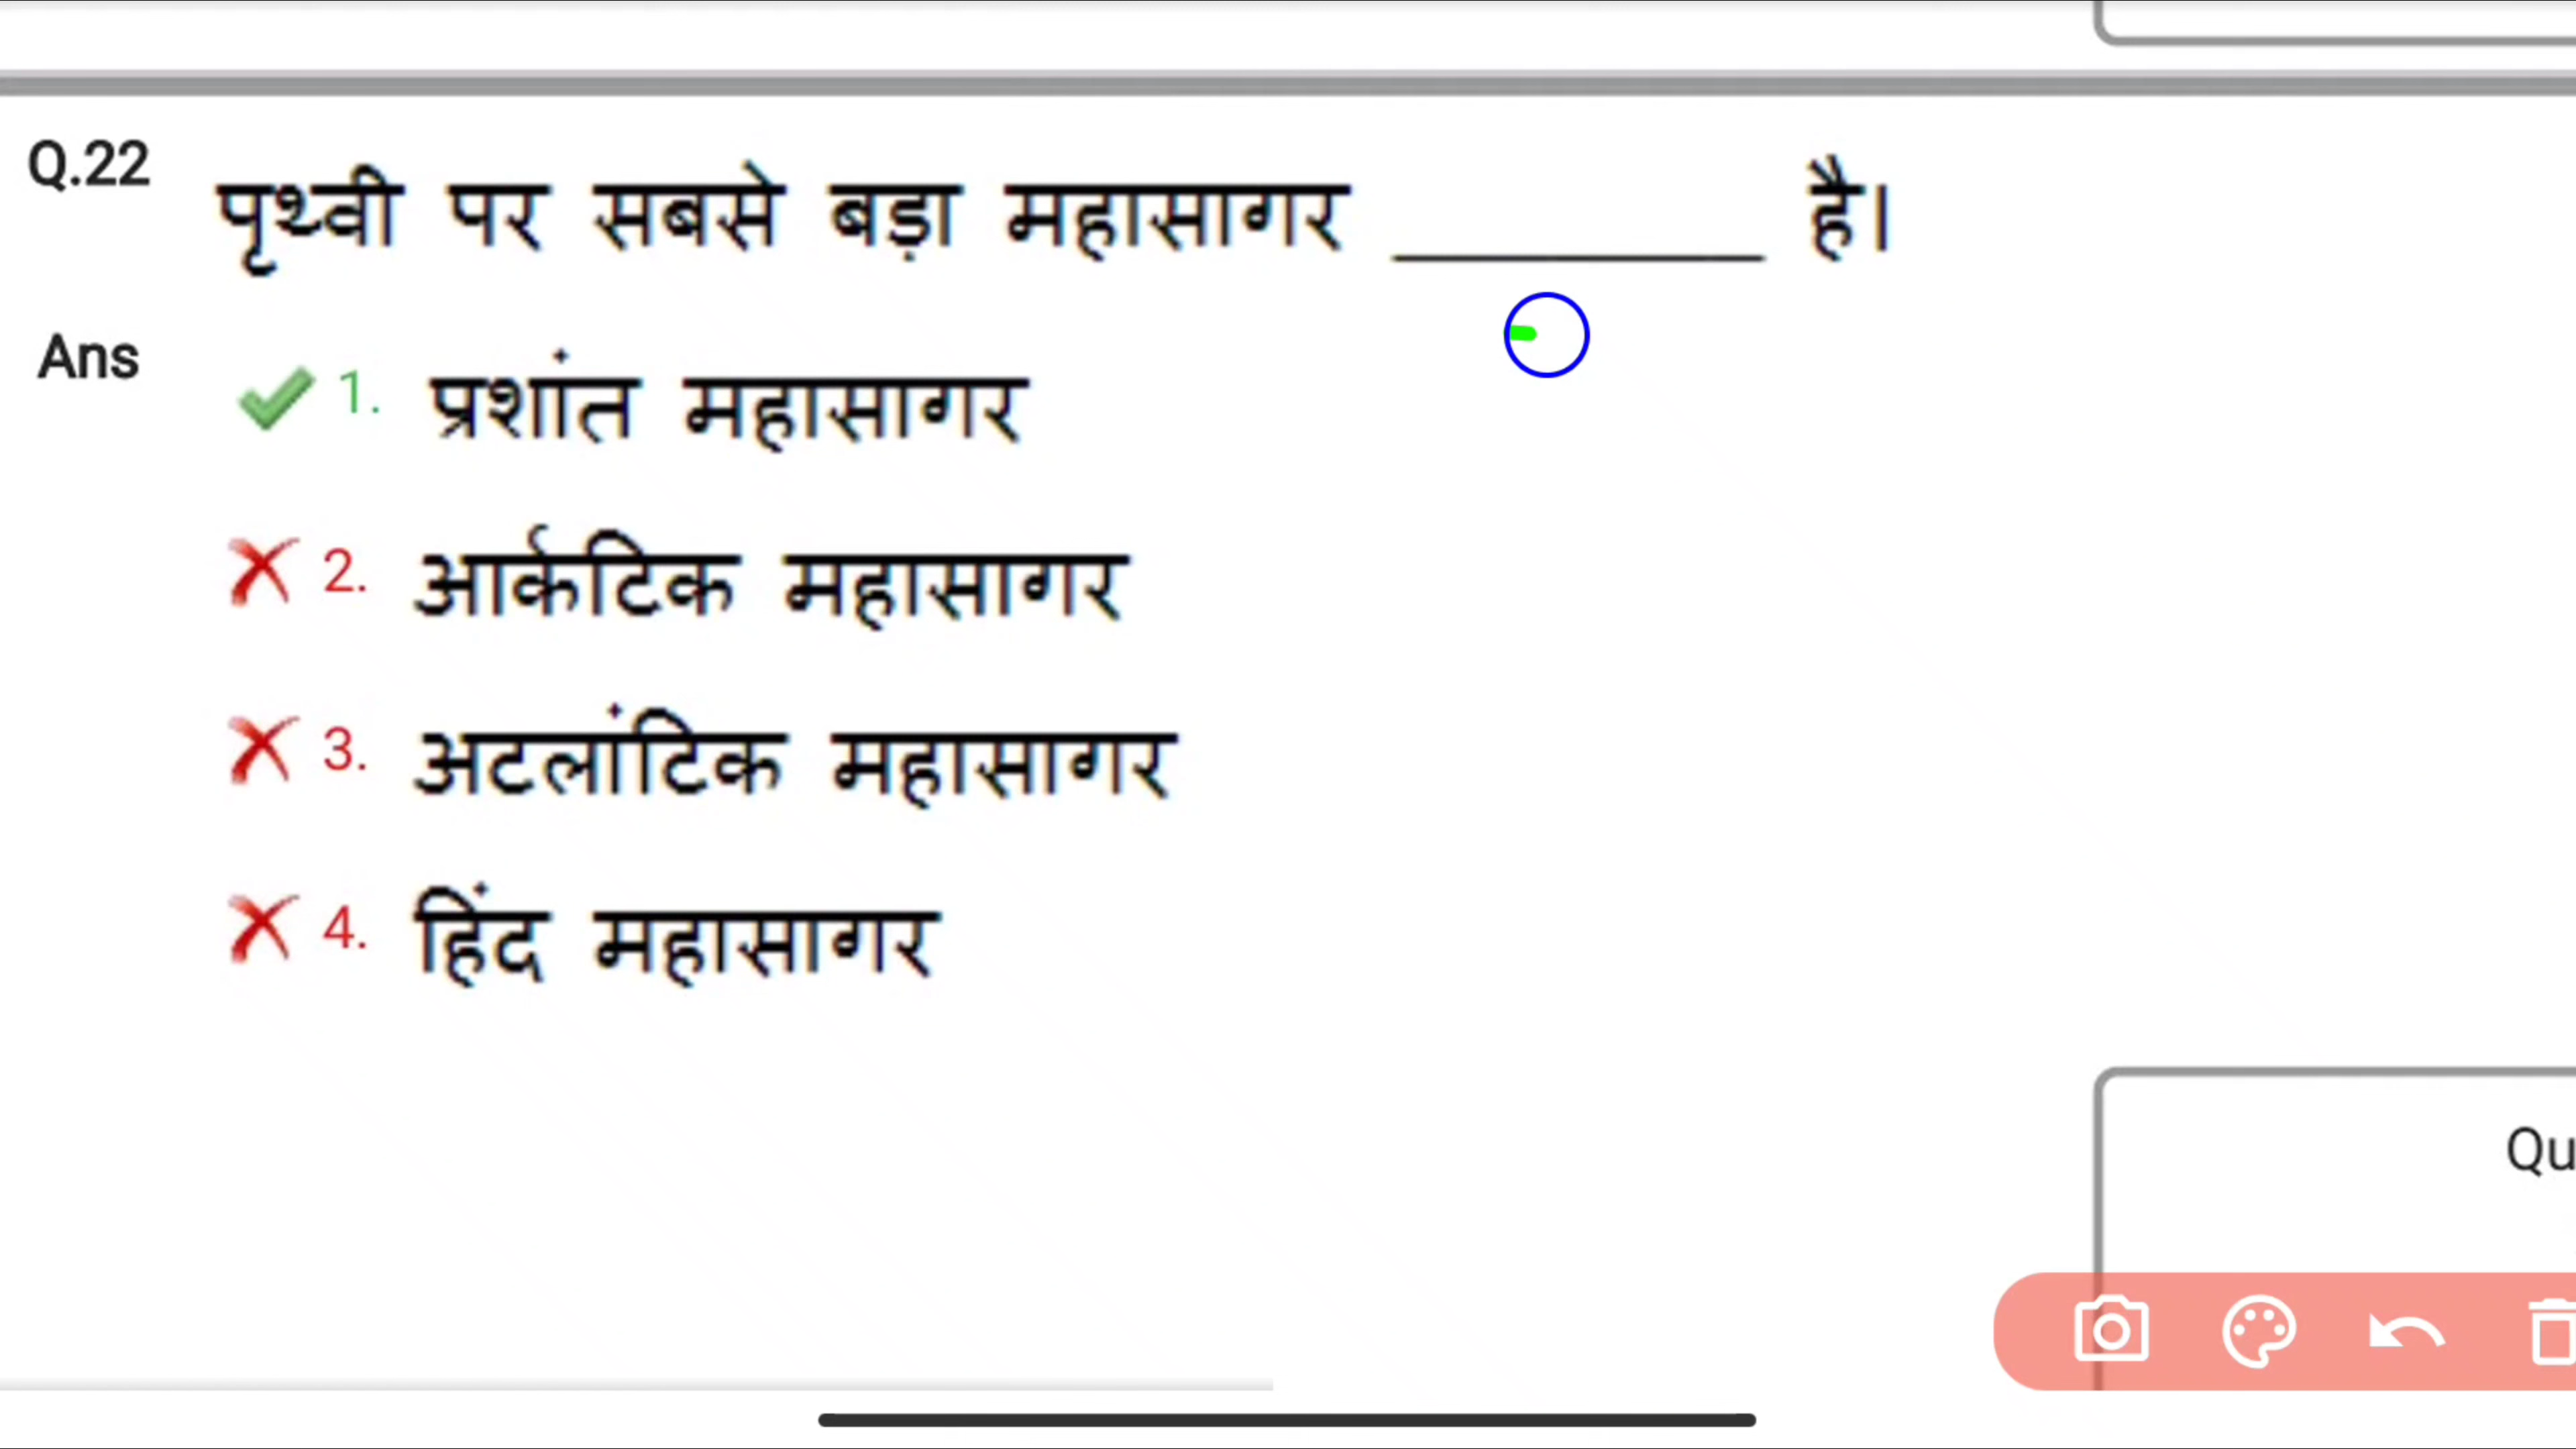 Q.22 पृथ्वी पर सबसे बड़ा महासागर ________ है।
Ans 1. प्रशांत महासागर
2. आर्कटिक महासागर
3. अटलांटिक महासागर
4. हिंद महासागर
Qu